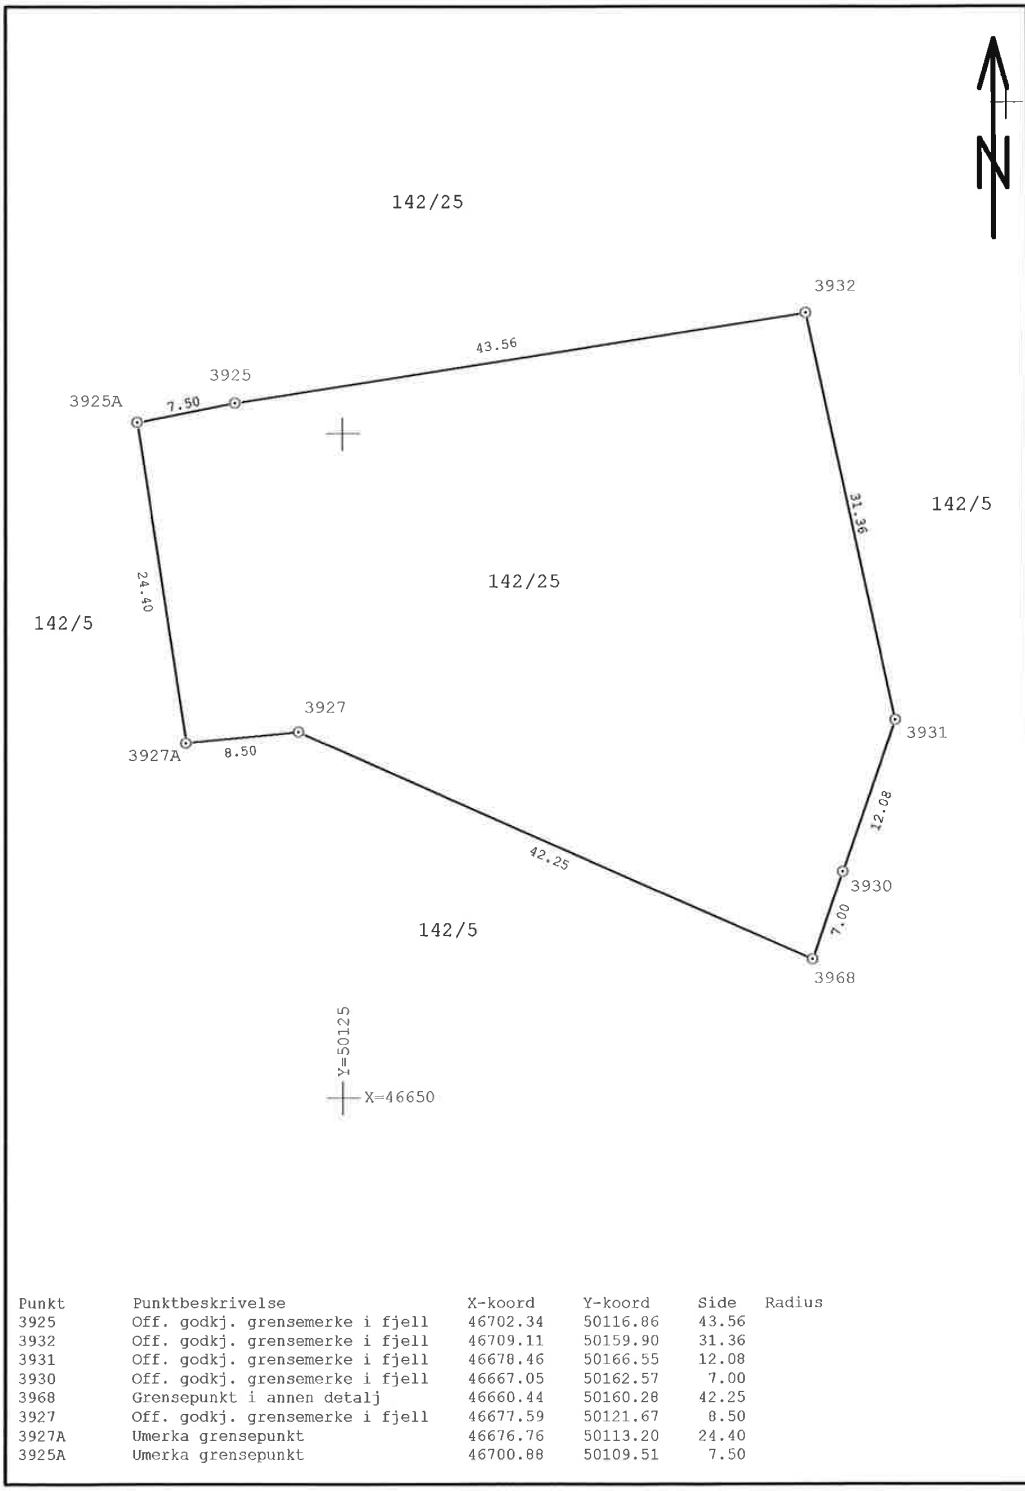 N
142/25
3932
43.56
3925
3925A
7.50
31.36
142/5
142/25
24.40
142/5
3927
3931
3927A
8.50
12.08
42.25
3930
7.00
142/5
3968
Y=50125
X=46650
Punkt Punktbeskrivelse X-koord Y-koord Side Radius
3925 Off. godkj. grensemerke i fjell 46702.34 50116.86 43.56
3932 Off. godkj. grensemerke i fjell 46709.11 50159.90 31.36
3931 Off. godkj. grensemerke i fjell 46678.46 50166.55 12.08
3930 Off. godkj. grensemerke i fjell 46667.05 50162.57 7.00
3968 Grensepunkt i annen detalj 46660.44 50160.28 42.25
3927 Off. godkj. grensemerke i fjell 46677.59 50121.67 8.50
3927A Umerka grensepunkt 46676.76 50113.20 24.40
3925A Umerka grensepunkt 46700.88 50109.51 7.50